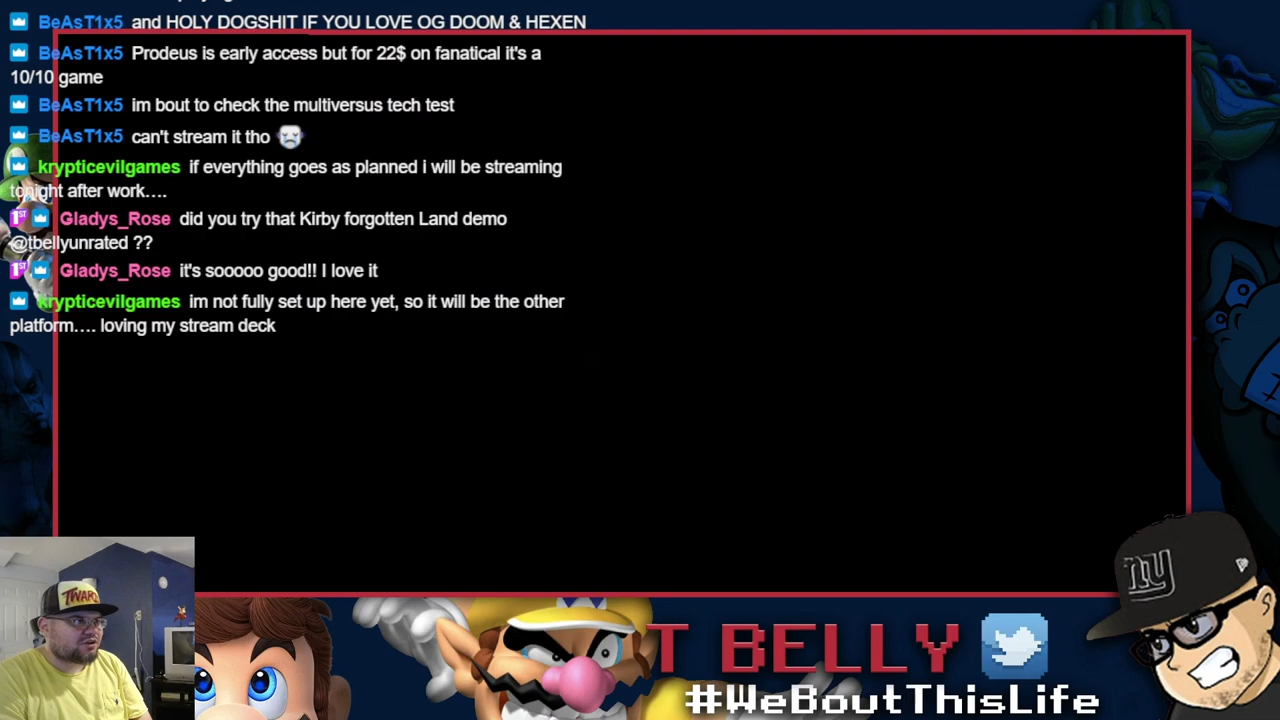 BeAsT1x5 and HOLY DOGSHIT IF YOU LOVE OG DOOM & HEXEN
BeAsT1x5 Prodeus is early access but for 22$ on fanatical it's a
10/10 game
BeAsT1x5 im bout to check the multiversus tech test
BeAsT1x5 can't stream it tho
krypticevilgames if everything goes as planned i will be streaming
tonight after work….
1ST Gladys_Rose did you try that Kirby forgotten Land demo
@tbellyunrated ??
1ST Gladys_Rose it's sooooo good!! I love it
krypticevilgames im not fully set up here yet, so it will be the other
platform…. loving my stream deck
NY
T BELLY
#WeBoutThisLife